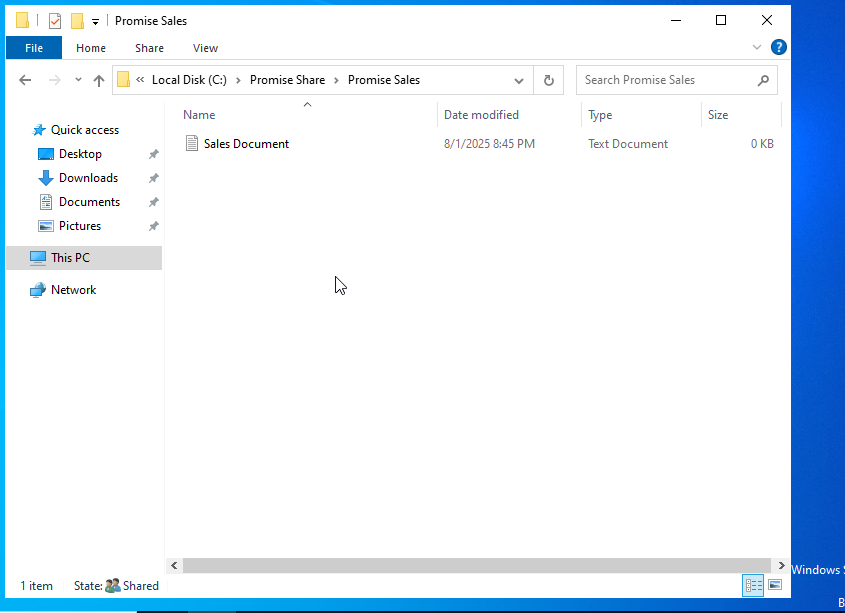 Promise Sales
File Home Share View
« Local Disk (C:) › Promise Share › Promise Sales Search Promise Sales
Name Date modified Type Size
Sales Document 8/1/2025 8:45 PM Text Document 0 KB
Quick access
Desktop
Downloads
Documents
Pictures
This PC
Network
1 item State: Shared
Windows S
B